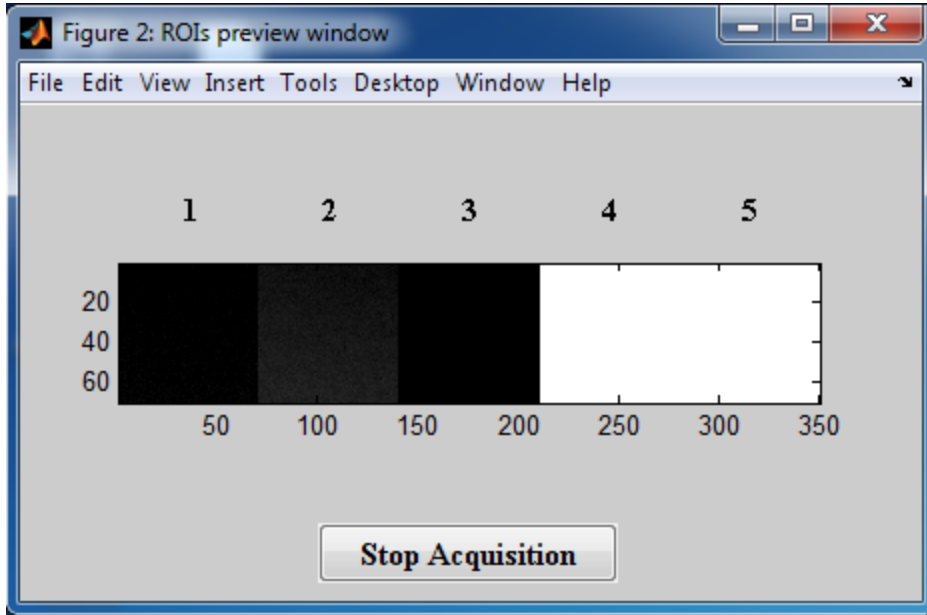 Figure 2: ROIs preview window
File Edit View Insert Tools Desktop Window Help
1 2 3 4 5
20
40
60
50 100 150 200 250 300 350
Stop Acquisition